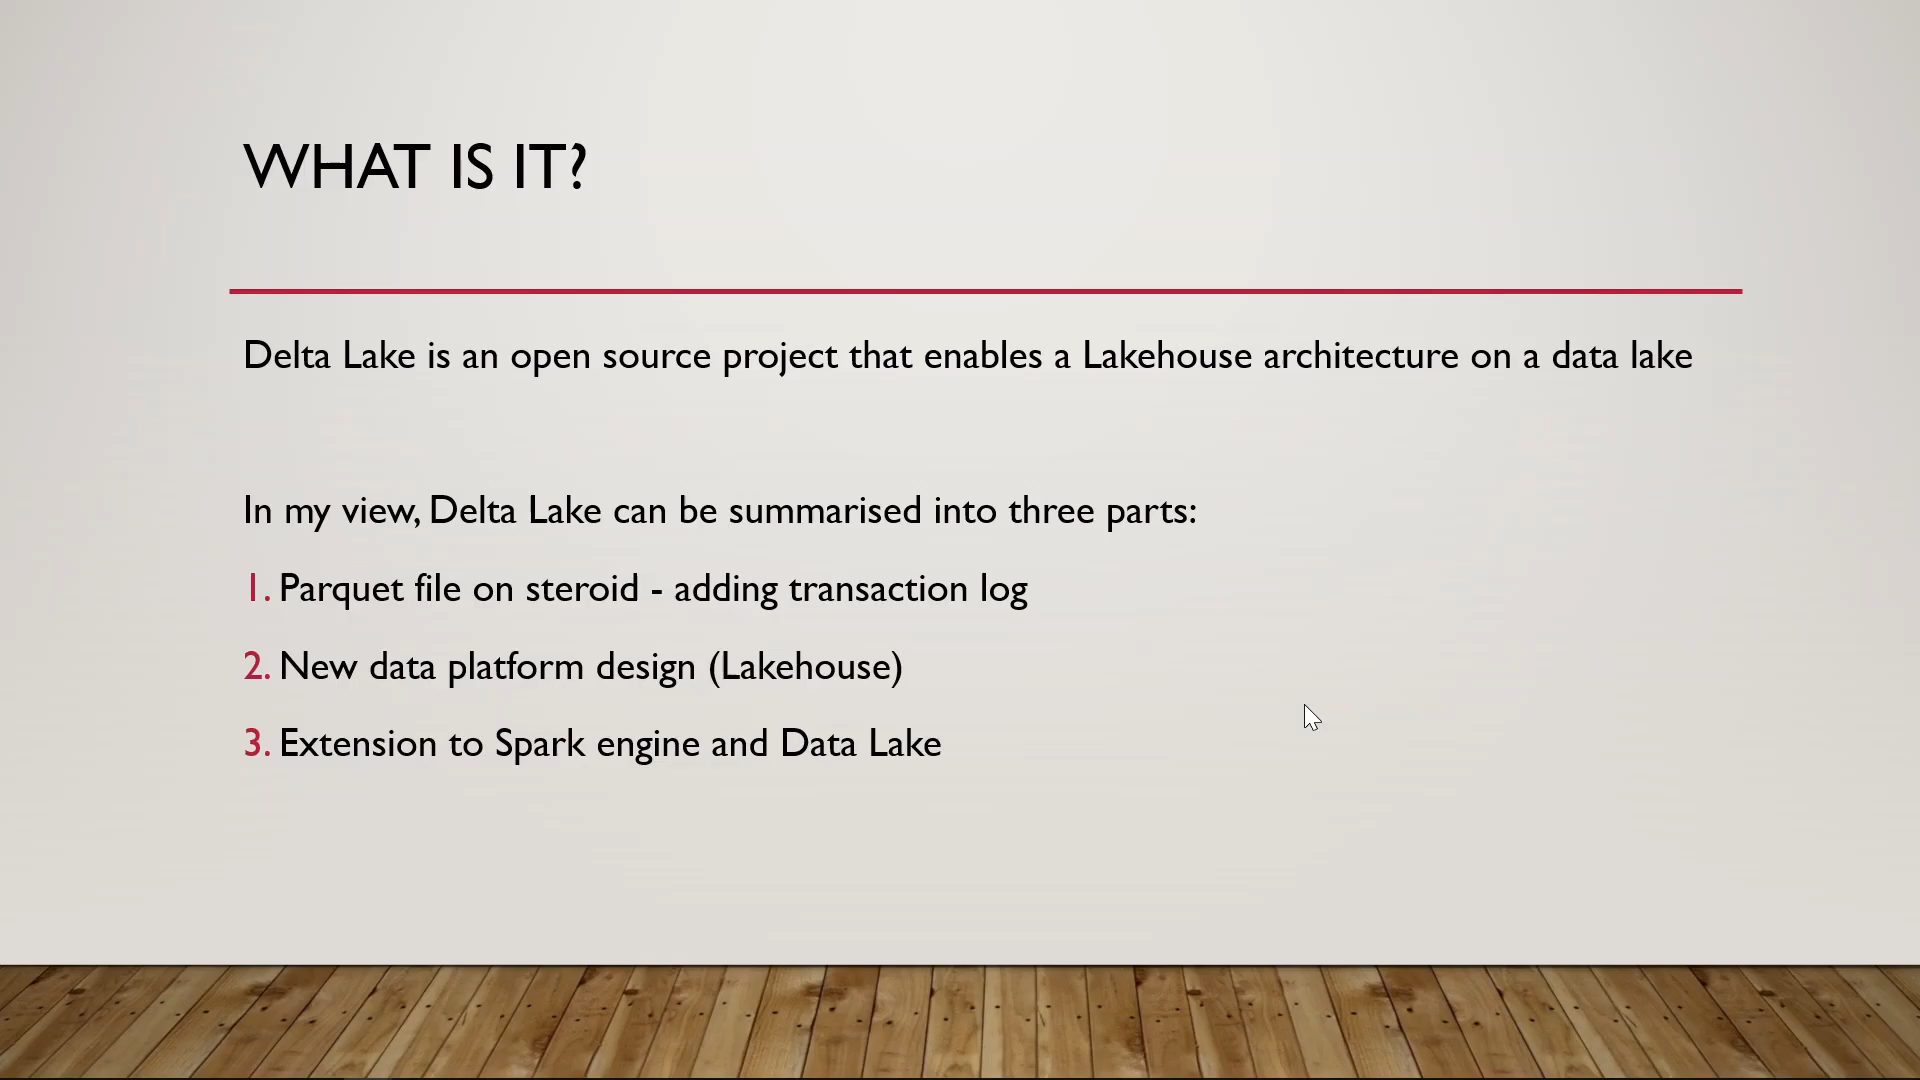 WHAT IS IT?
Delta Lake is an open source project that enables a Lakehouse architecture on a data lake
In my view, Delta Lake can be summarised into three parts:
1. Parquet file on steroid - adding transaction log
2. New data platform design (Lakehouse)
3. Extension to Spark engine and Data Lake